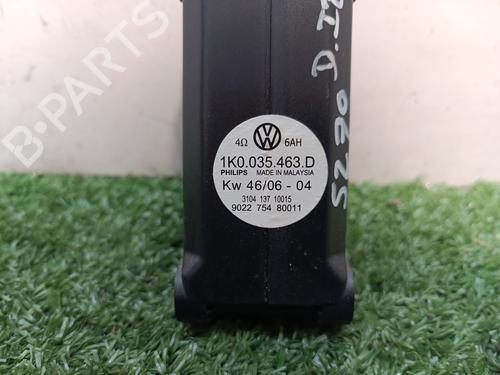 4Ω VW 6AH
1K0.035.463.D
PHILIPS MADE IN MALAYSIA
Kw 46/06 - 04
3104 137 10015
9022 754 80011
B-PARTS